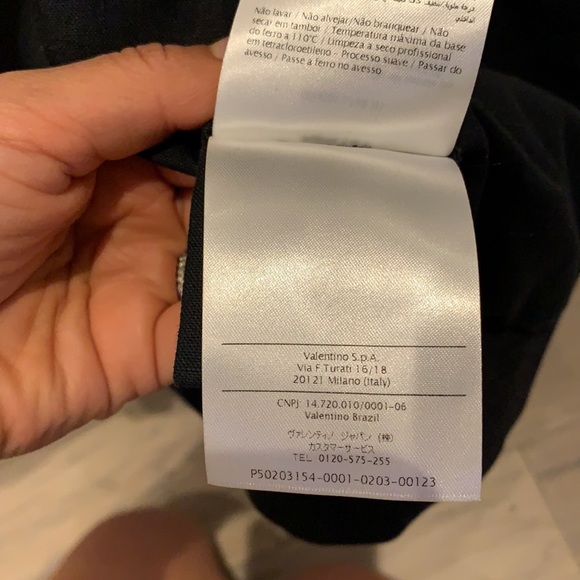 Não lavar / Não alvejar/Não branquear / Não
secar em tambor / Temperatura máxima da base
do ferro a 110°C / Limpeza a seco profissional
em tetracloroetileno - Processo suave / Passar do
avesso / Passe a ferro no avesso
Valentino S.p.A.
Via F.Turati 16/18
20121 Milano (Italy)
CNPJ 14.720.010/0001-06
Valentino Brazil
ヴァレンティノ ジャパン (株)
カスタマーサービス
TEL 0120-575-255
P50203154-0001-0203-00123